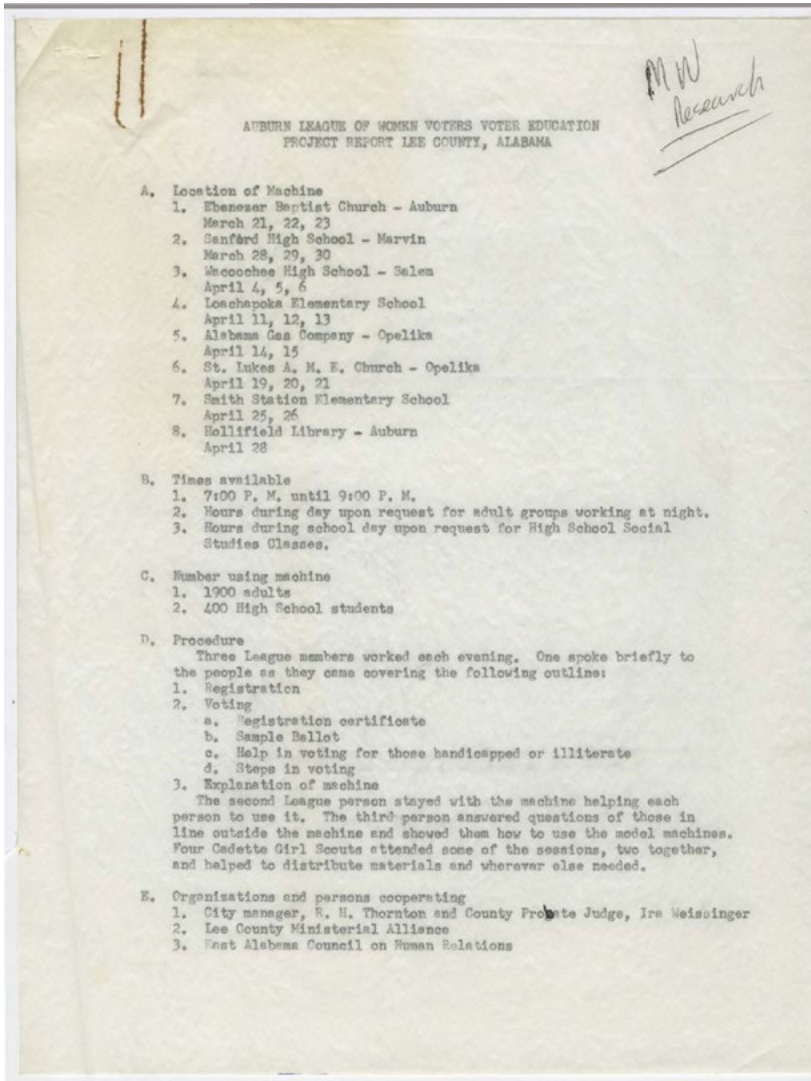 MW
Research
AUBURN LEAGUE OF WOMEN VOTERS VOTER EDUCATION
PROJECT REPORT LEE COUNTY, ALABAMA
A. Location of Machine
1. Ebenezer Baptist Church - Auburn
March 21, 22, 23
2. Sanford High School - Marvin
March 28, 29, 30
3. Wacoochee High School - Salem
April 4, 5, 6
4. Loachapoka Elementary School
April 11, 12, 13
5. Alabama Gas Company - Opelika
April 14, 15
6. St. Lukes A. M. E. Church - Opelika
April 19, 20, 21
7. Smith Station Elementary School
April 25, 26
8. Hollifield Library - Auburn
April 28
B. Times available
1. 7:00 P. M. until 9:00 P. M.
2. Hours during day upon request for adult groups working at night.
3. Hours during school day upon request for High School Social
Studies Classes.
C. Number using machine
1. 1900 adults
2. 400 High School students
D. Procedure
Three League members worked each evening. One spoke briefly to
the people as they came covering the following outline:
1. Registration
2. Voting
a. Registration certificate
b. Sample Ballot
c. Help in voting for those handicapped or illiterate
d. Steps in voting
3. Explanation of machine
The second League person stayed with the machine helping each
person to use it. The third person answered questions of those in
line outside the machine and showed them how to use the model machines.
Four Cadette Girl Scouts attended some of the sessions, two together,
and helped to distribute materials and wherever else needed.
E. Organizations and persons cooperating
1. City manager, R. H. Thornton and County Probate Judge, Ira Weissinger
2. Lee County Ministerial Alliance
3. East Alabama Council on Human Relations